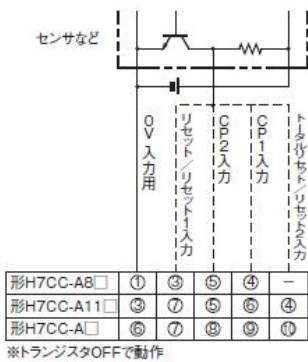 センサなど
0V入力用
リセット/リセット1入力
CP2入力
CP1入力
トータルリセット/リセット2入力
形H7CC-A8□ ① ③ ⑤ ④ −
形H7CC-A11□ ③ ⑦ ⑤ ⑥ ④
形H7CC-A□ ⑥ ⑦ ⑧ ⑨ ⑩
※トランジスタOFFで動作